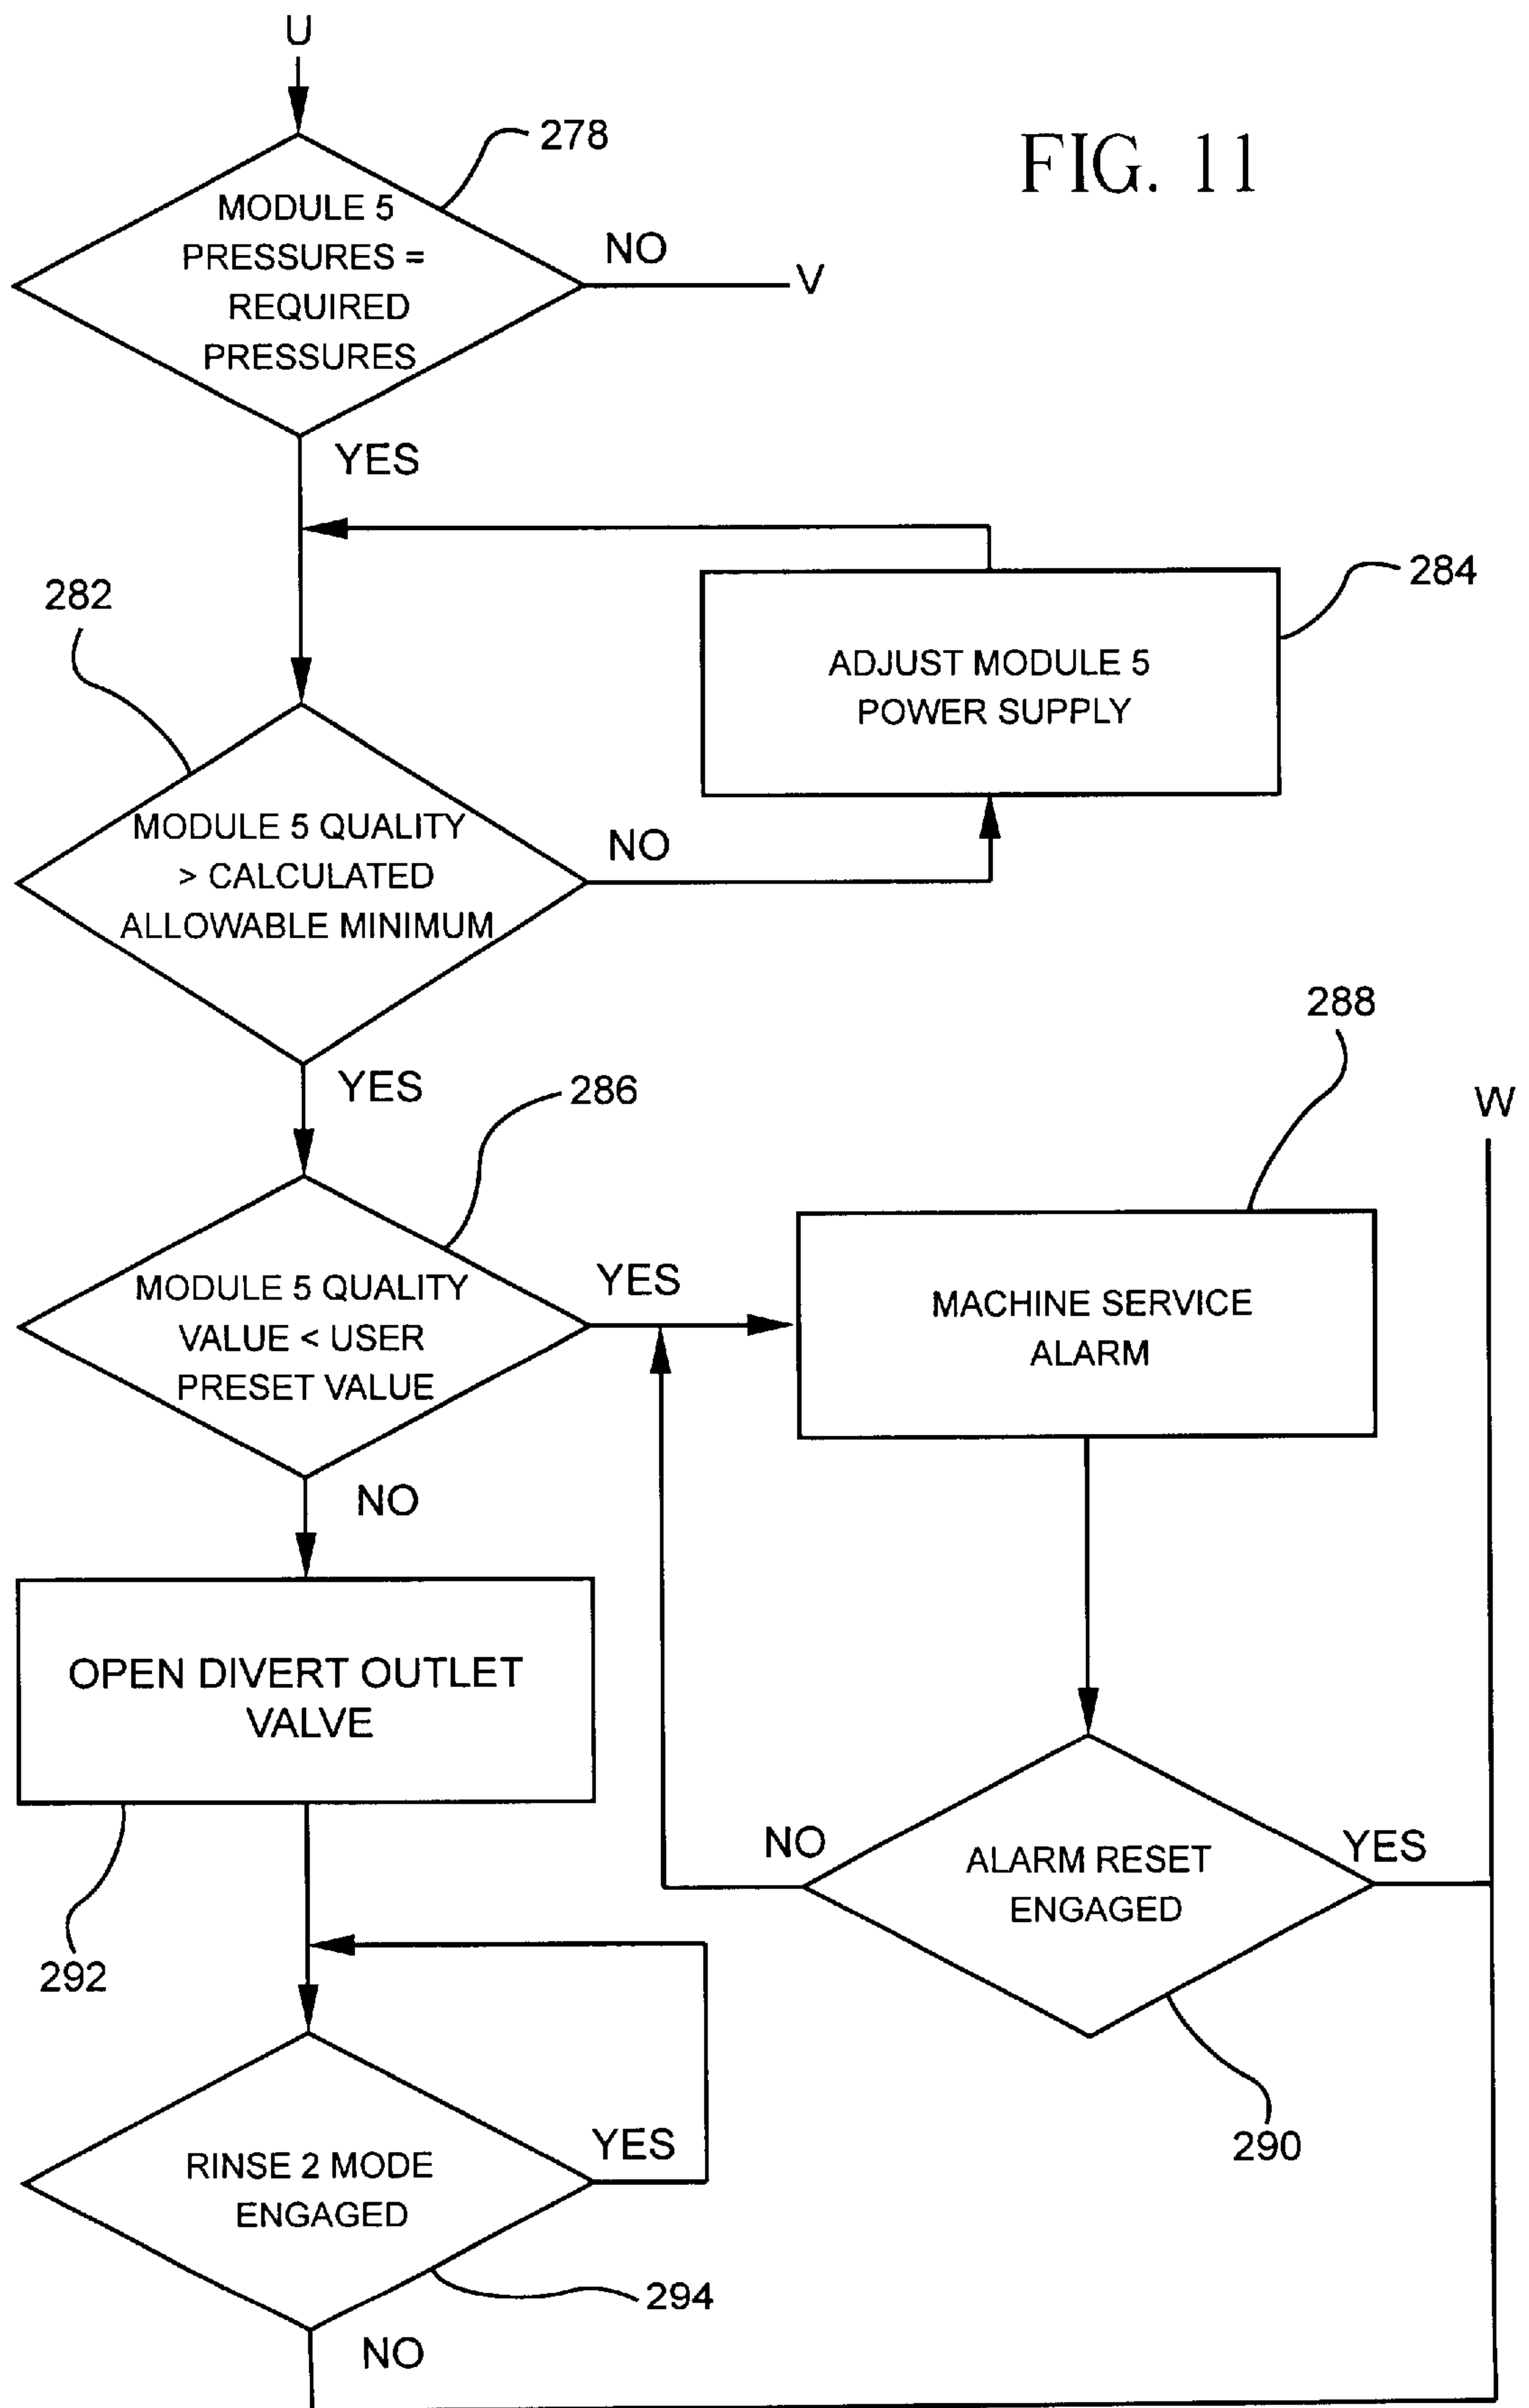 U
278
FIG. 11
MODULE 5
PRESSURES =
REQUIRED
PRESSURES
NO
V
YES
284
282
ADJUST MODULE 5
POWER SUPPLY
MODULE 5 QUALITY
> CALCULATED
ALLOWABLE MINIMUM
NO
288
YES
286
W
MODULE 5 QUALITY
VALUE < USER
PRESET VALUE
YES
MACHINE SERVICE
ALARM
NO
OPEN DIVERT OUTLET
VALVE
NO
ALARM RESET
ENGAGED
YES
292
RINSE 2 MODE
ENGAGED
YES
290
294
NO